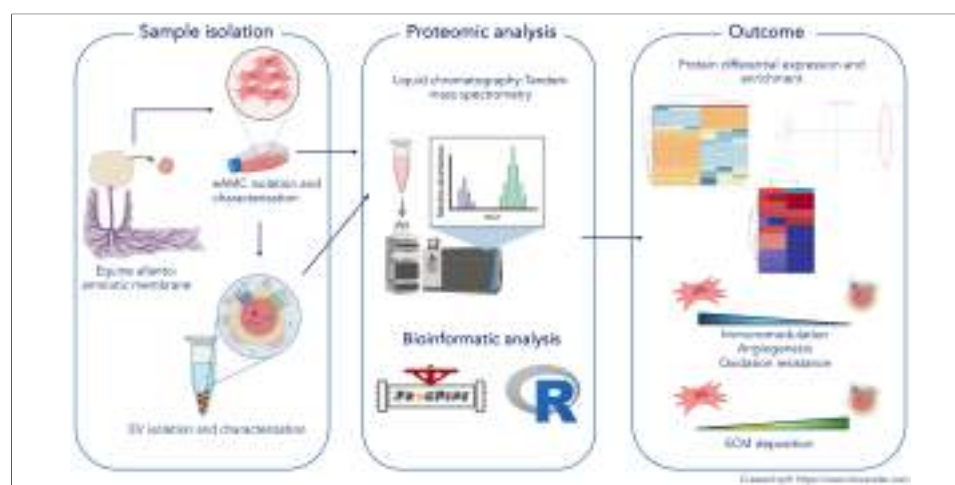 Sample isolation
eAMC isolation and
characterization
Equine allanto
amniotic membrane
EV isolation and characterization
Proteomic analysis
Liquid chromatography-Tandem
mass spectrometry
Bioinformatic analysis
R
Outcome
Protein differential expression and
enrichment
Immunomodulation
Angiogenesis
Oxidation resistance
ECM deposition